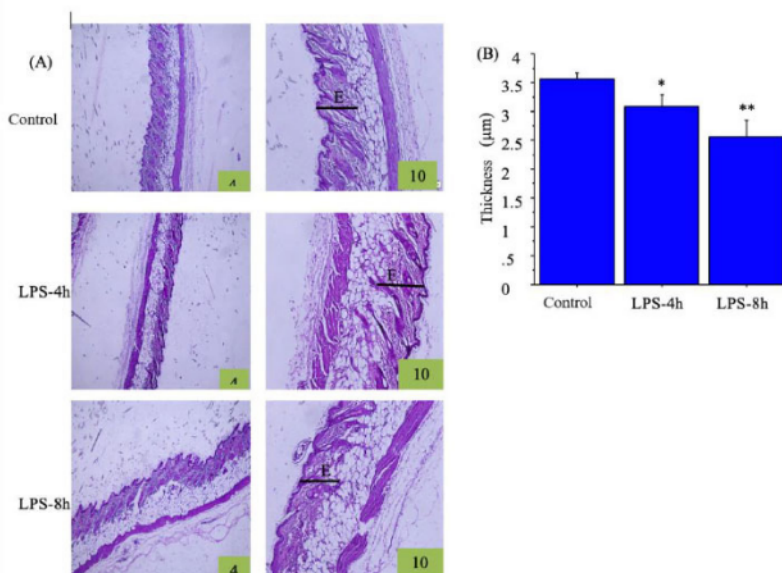 (A)
Control
E
4
10
LPS-4h
E
4
10
LPS-8h
E
4
10
(B)
Thickness (μm)
4
3.5
3
2.5
2
1.5
1
.5
0
*
**
Control LPS-4h LPS-8h